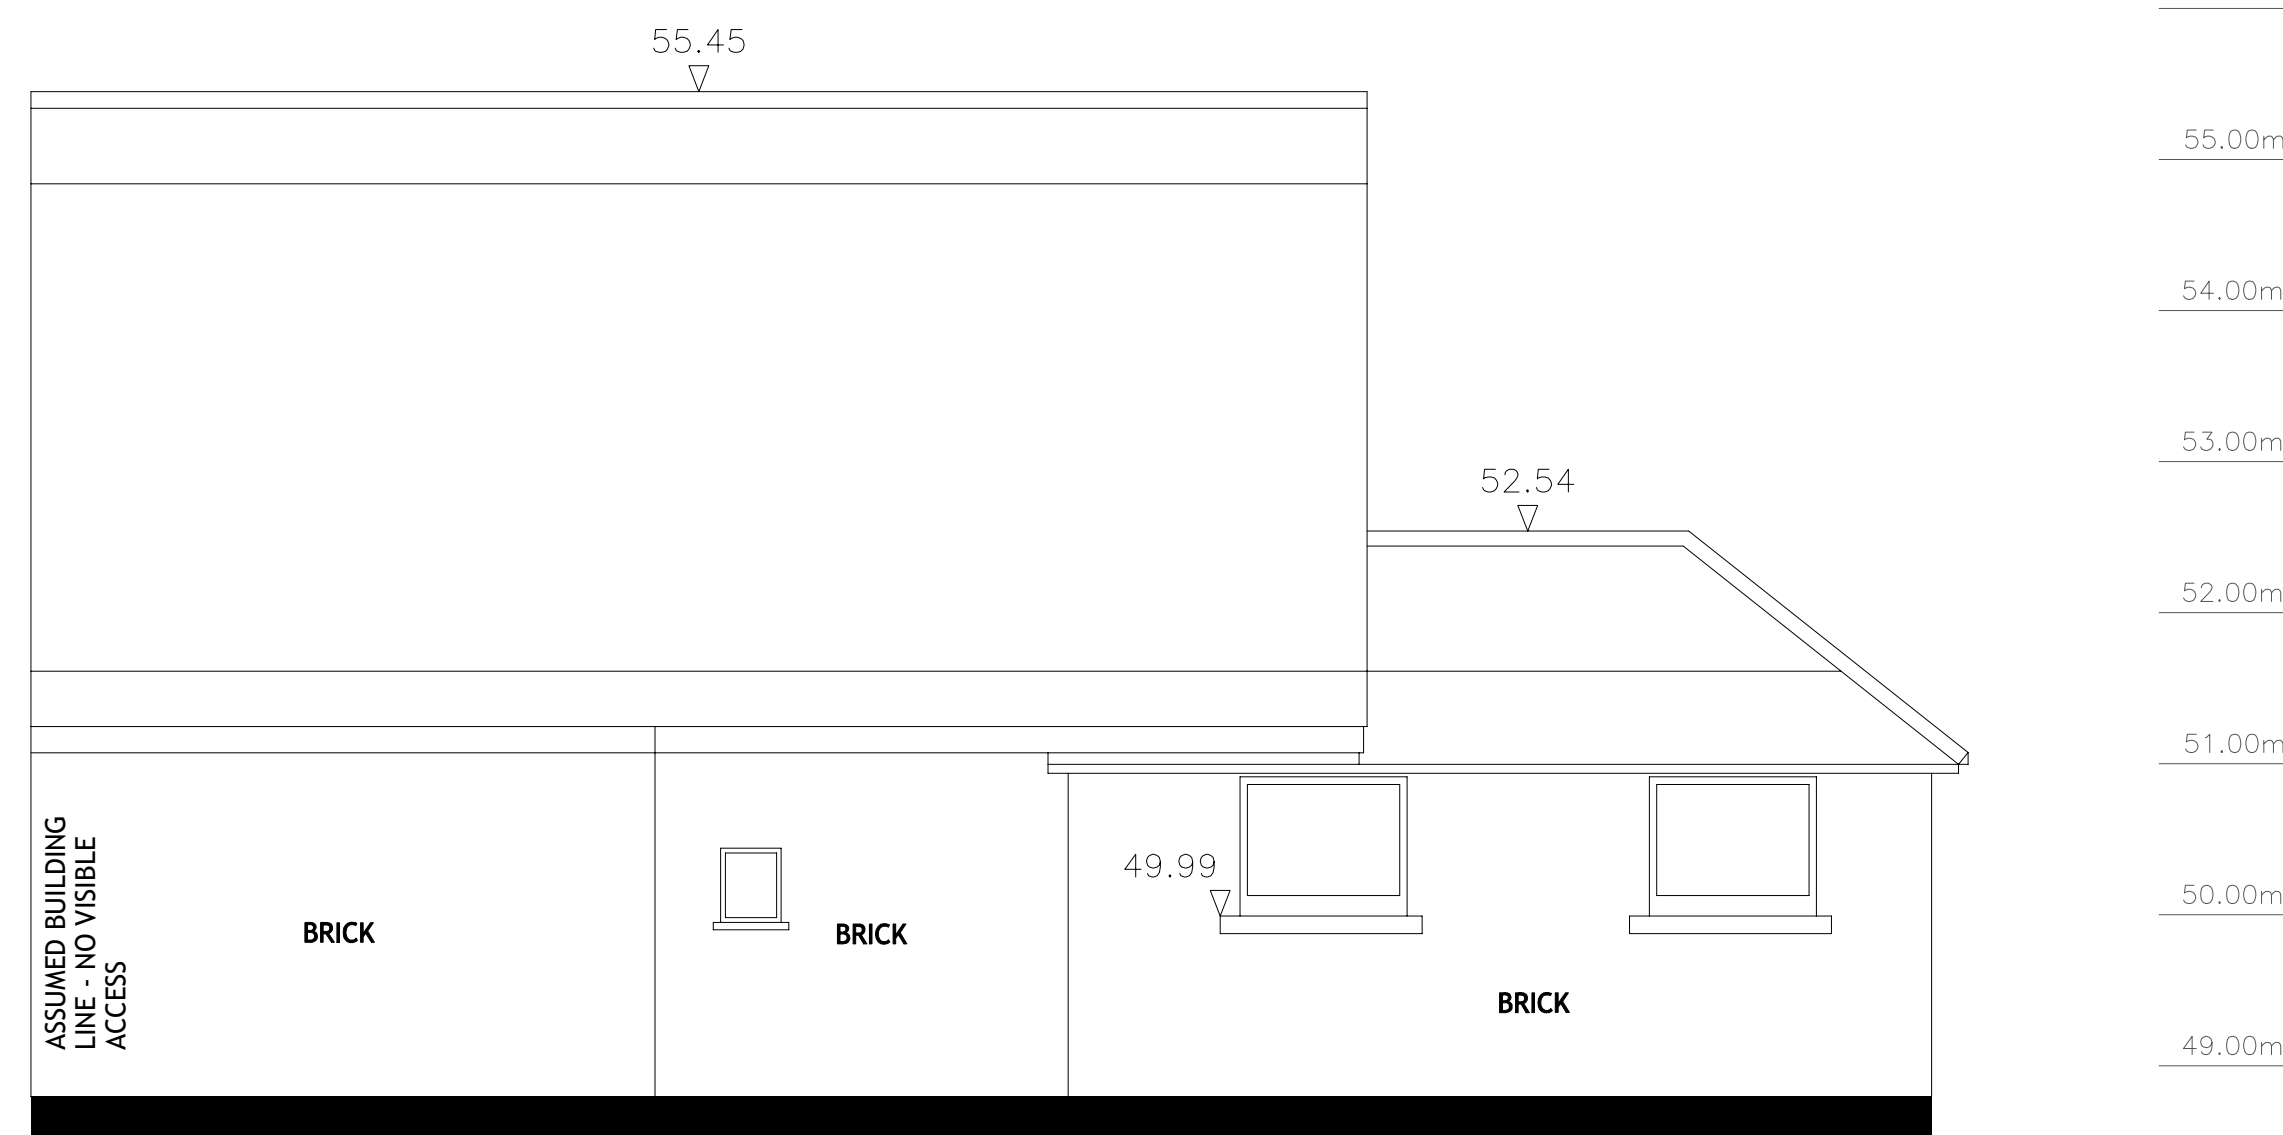 55.45
55.00m
54.00m
53.00m
52.54
52.00m
51.00m
49.99
50.00m
ASSUMED BUILDING
LINE - NO VISIBLE
ACCESS
BRICK
BRICK
BRICK
49.00m